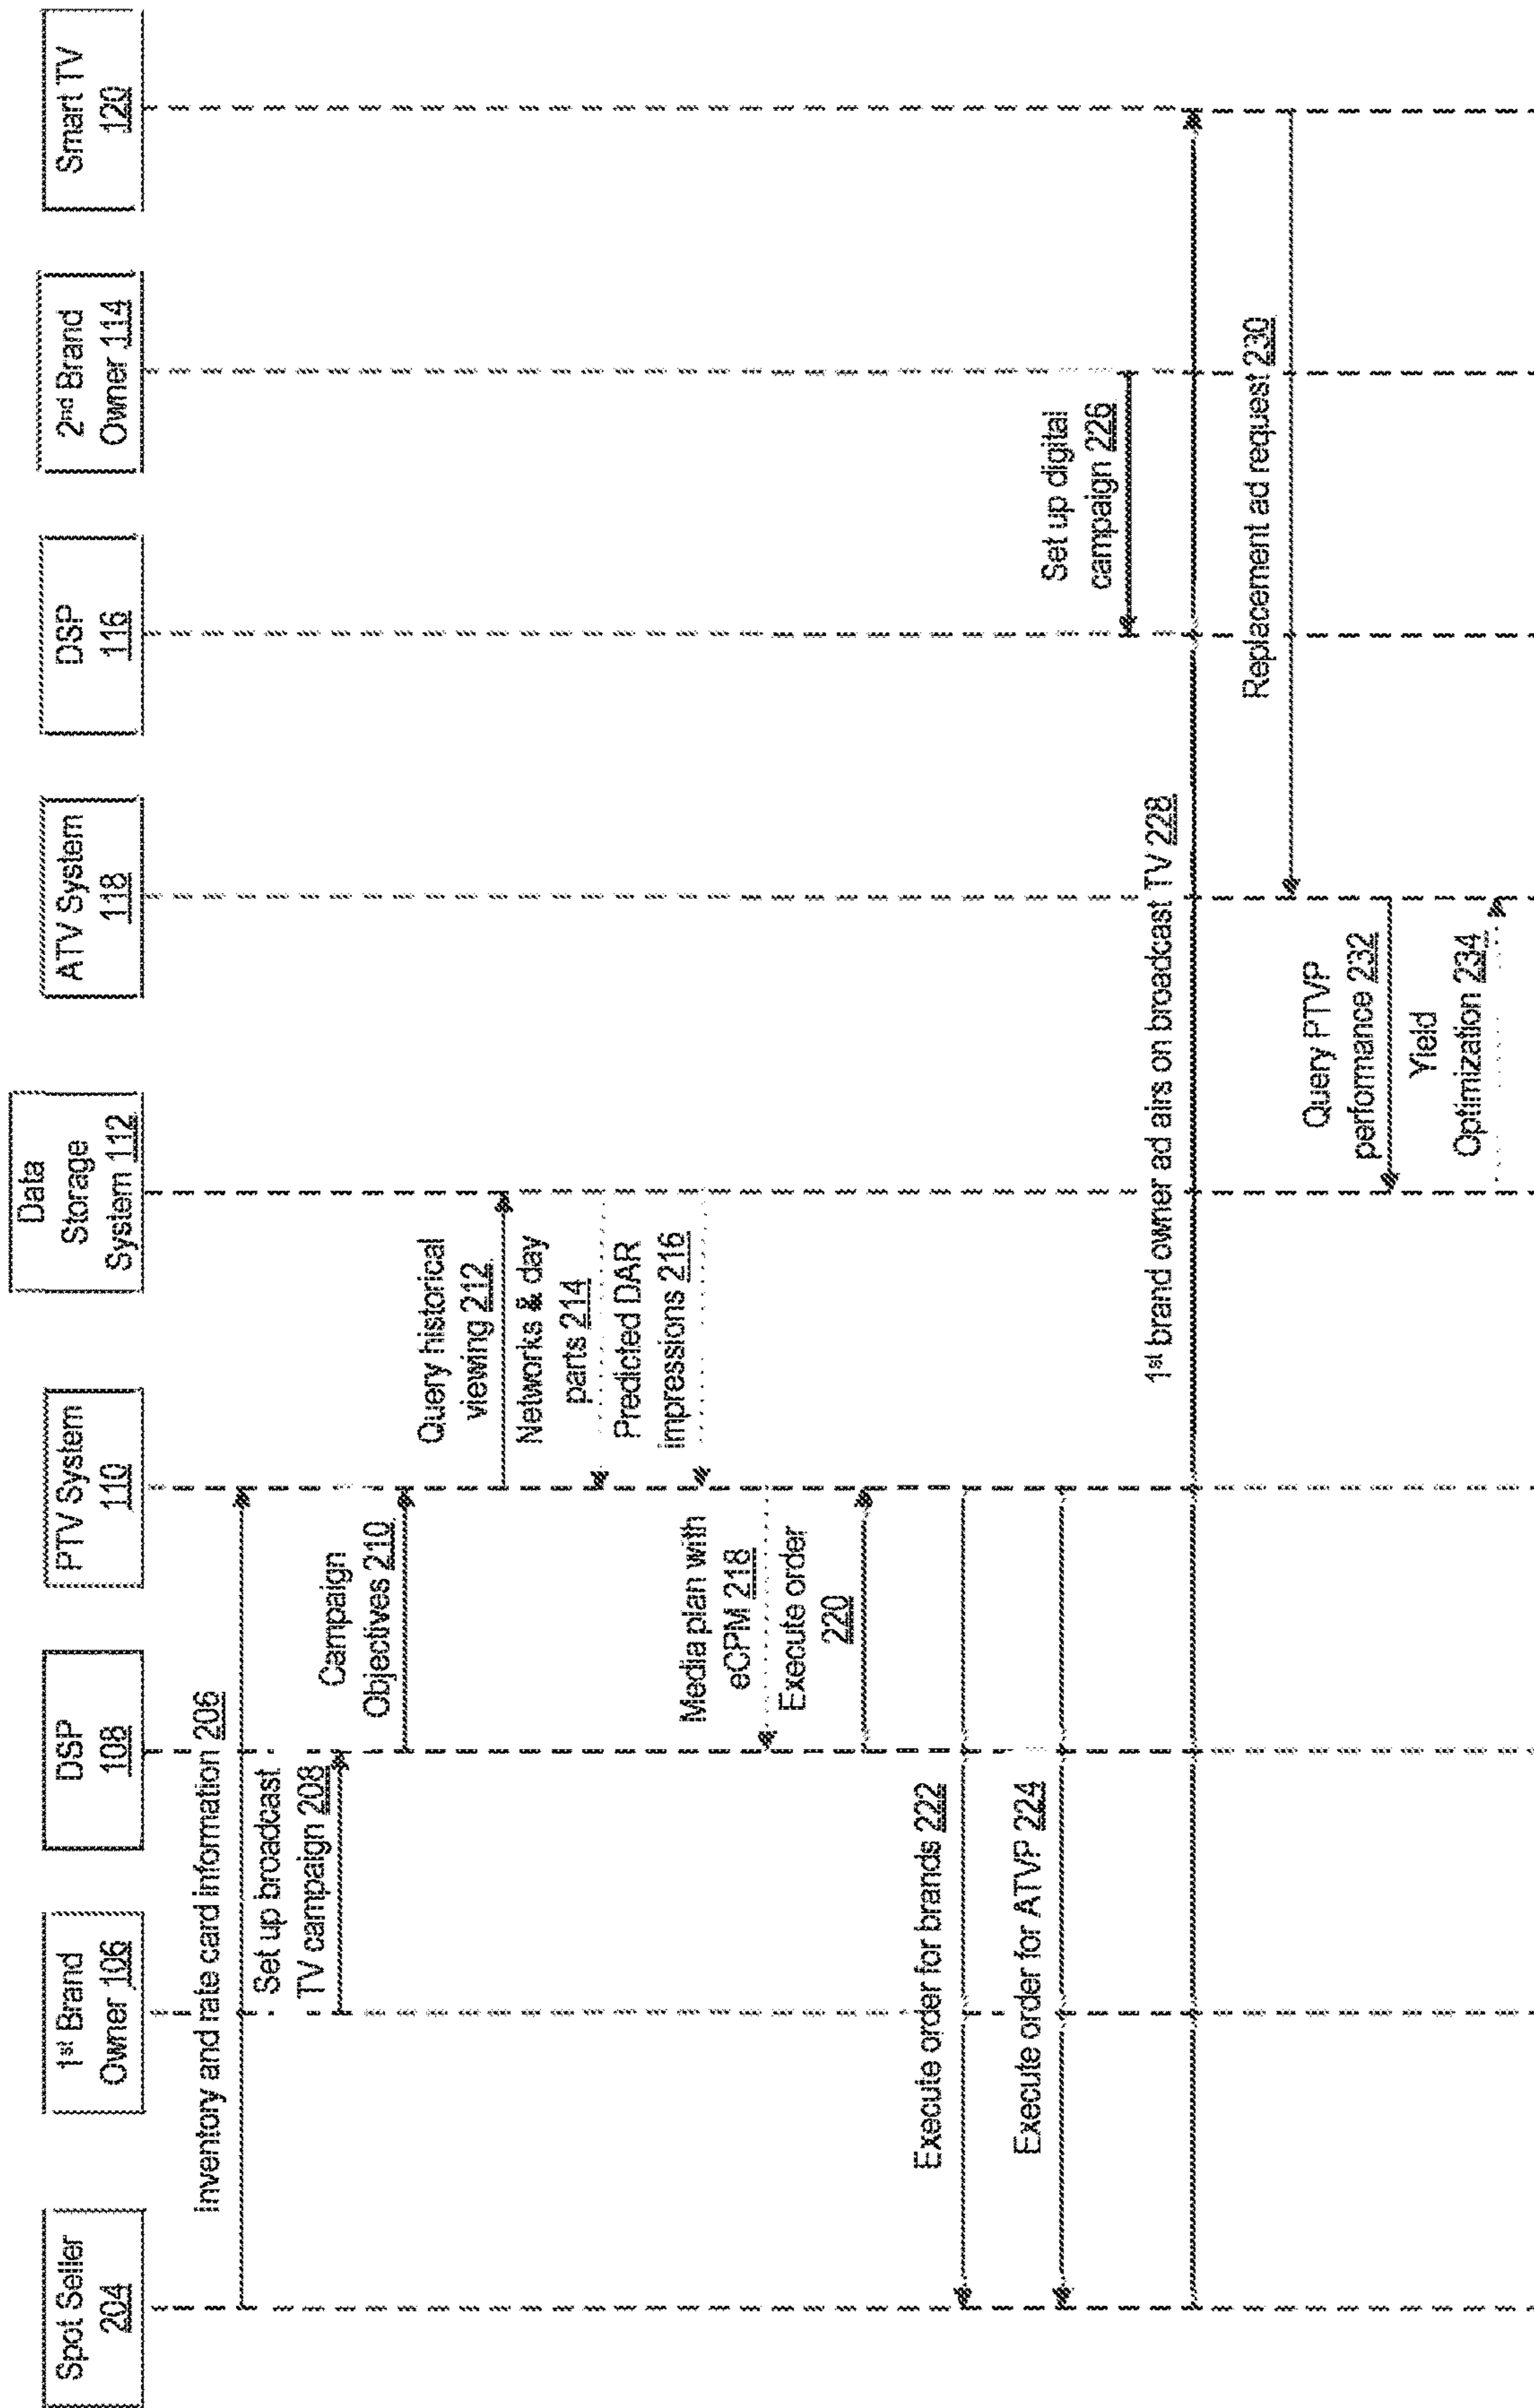 Spot Seller
204
1st Brand
Owner 106
DSP
108
PTV System
110
Data
Storage
System 112
ATV System
118
DSP
116
2nd Brand
Owner 114
Smart TV
120
inventory and rate card information 206
Set up broadcast
TV campaign 208
Campaign
Objectives 210
Query historical
viewing 212
Networks & day
parts 214
Predicted DAR
impressions 216
Media plan with
eCPM 218
Execute order
220
Execute order for brands 222
Execute order for ATVP 224
Set up digital
campaign 226
1st brand owner ad airs on broadcast TV 228
Replacement ad request 230
Query PTVP
performance 232
Yield
Optimization 234